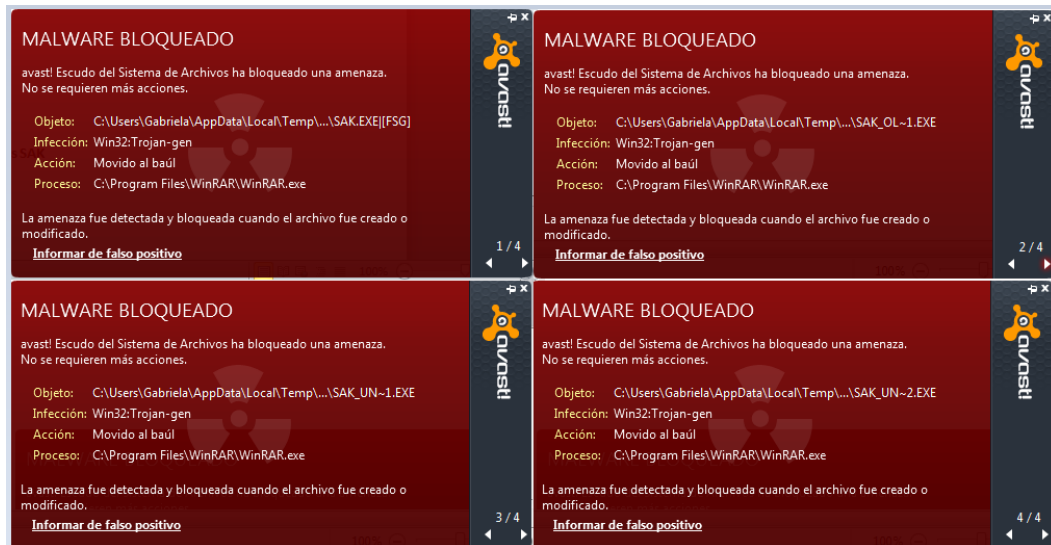 MALWARE BLOQUEADO
avast! Escudo del Sistema de Archivos ha bloqueado una amenaza.
No se requieren más acciones.
Objeto: C:\Users\Gabriela\AppData\Local\Temp\...\SAK.EXE|[FSG]
Infección: Win32:Trojan-gen
Acción: Movido al baúl
Proceso: C:\Program Files\WinRAR\WinRAR.exe
La amenaza fue detectada y bloqueada cuando el archivo fue creado o
modificado.
Informar de falso positivo
avast!
1 / 4
MALWARE BLOQUEADO
avast! Escudo del Sistema de Archivos ha bloqueado una amenaza.
No se requieren más acciones.
Objeto: C:\Users\Gabriela\AppData\Local\Temp\...\SAK_OL~1.EXE
Infección: Win32:Trojan-gen
Acción: Movido al baúl
Proceso: C:\Program Files\WinRAR\WinRAR.exe
La amenaza fue detectada y bloqueada cuando el archivo fue creado o
modificado.
Informar de falso positivo
avast!
2 / 4
MALWARE BLOQUEADO
avast! Escudo del Sistema de Archivos ha bloqueado una amenaza.
No se requieren más acciones.
Objeto: C:\Users\Gabriela\AppData\Local\Temp\...\SAK_UN~1.EXE
Infección: Win32:Trojan-gen
Acción: Movido al baúl
Proceso: C:\Program Files\WinRAR\WinRAR.exe
La amenaza fue detectada y bloqueada cuando el archivo fue creado o
modificado.
Informar de falso positivo
avast!
3 / 4
MALWARE BLOQUEADO
avast! Escudo del Sistema de Archivos ha bloqueado una amenaza.
No se requieren más acciones.
Objeto: C:\Users\Gabriela\AppData\Local\Temp\...\SAK_UN~2.EXE
Infección: Win32:Trojan-gen
Acción: Movido al baúl
Proceso: C:\Program Files\WinRAR\WinRAR.exe
La amenaza fue detectada y bloqueada cuando el archivo fue creado o
modificado.
Informar de falso positivo
avast!
4 / 4